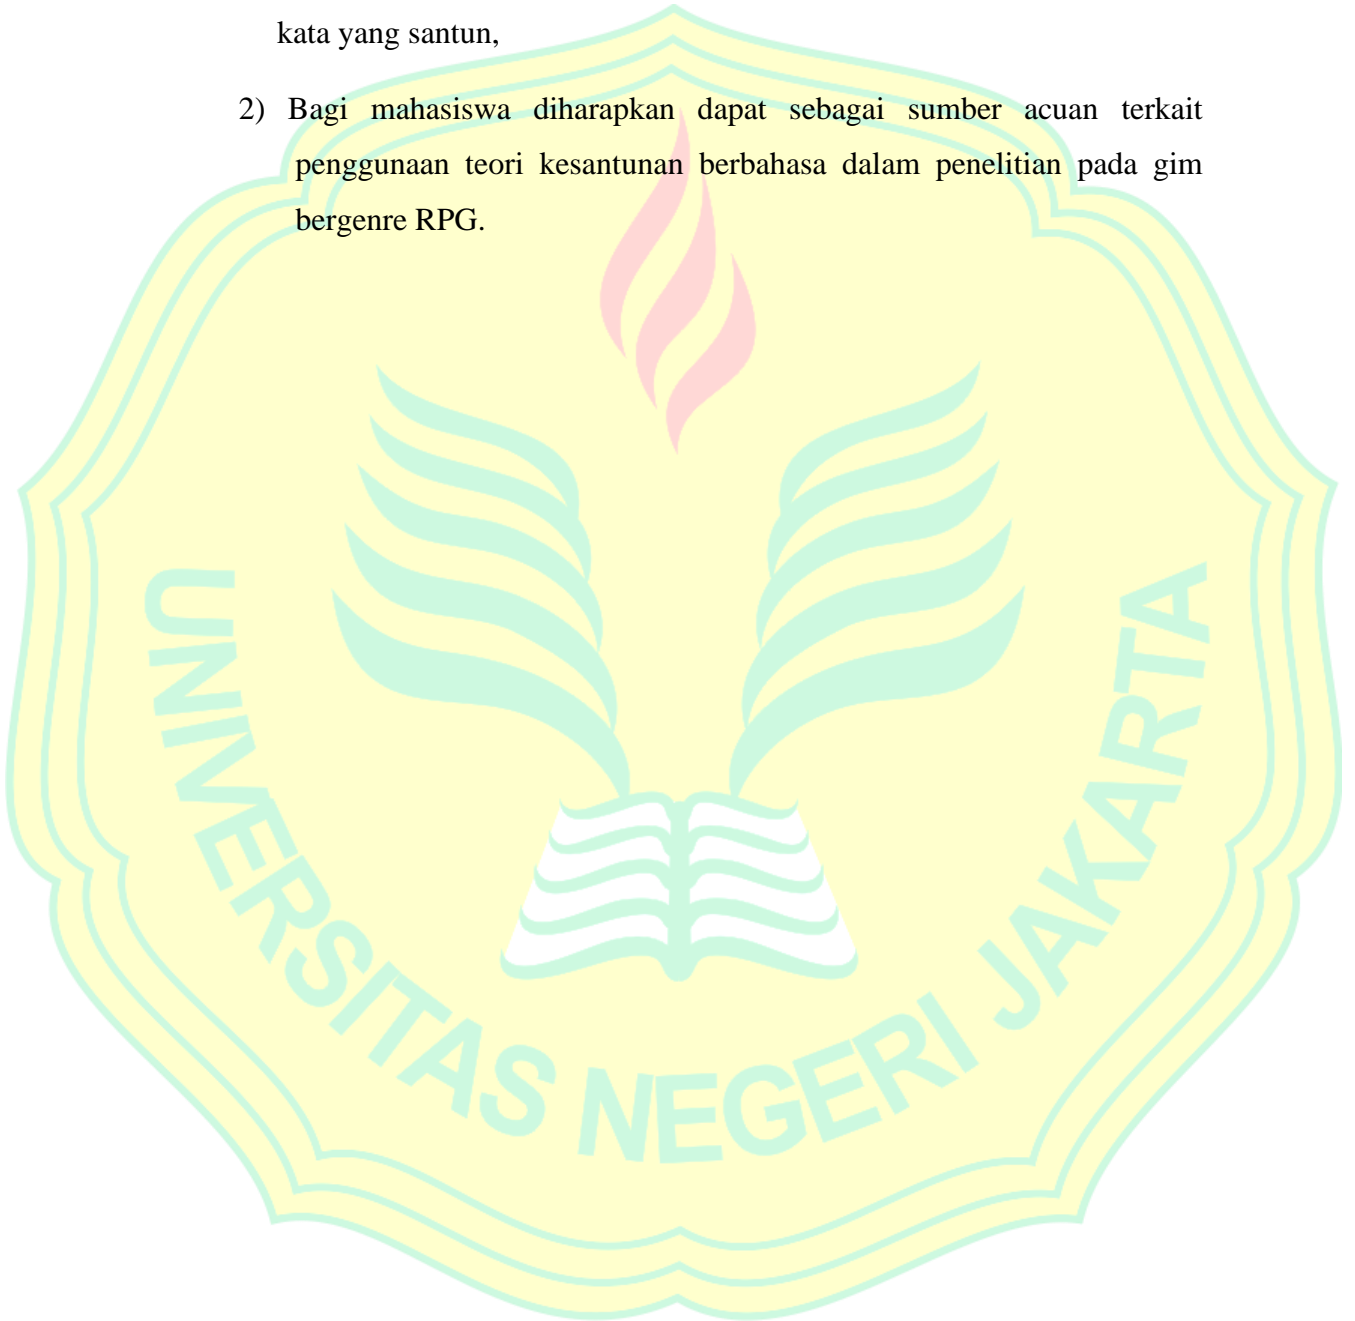 kata yang santun,
2) Bagi mahasiswa diharapkan dapat sebagai sumber acuan terkait
penggunaan teori kesantunan berbahasa dalam penelitian pada gim
bergenre RPG.
UNIVERSITAS NEGERI JAKARTA